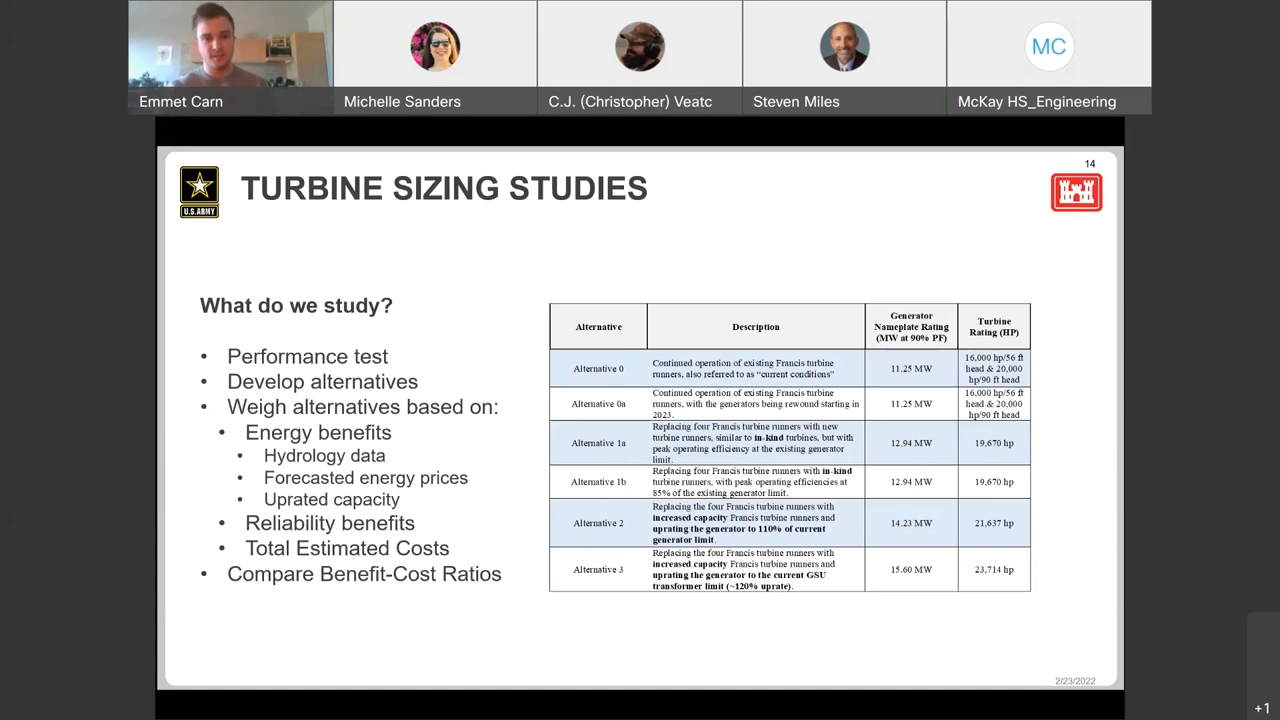 Emmet Carn
Michelle Sanders
C.J. (Christopher) Veatc
Steven Miles
MC
McKay HS_Engineering
14
U.S.ARMY
TURBINE SIZING STUDIES
What do we study?
• Performance test
• Develop alternatives
• Weigh alternatives based on:
• Energy benefits
• Hydrology data
• Forecasted energy prices
• Uprated capacity
• Reliability benefits
• Total Estimated Costs
• Compare Benefit-Cost Ratios
Alternative
Description
Generator
Nameplate Rating
(MW at 90% PF)
Turbine
Rating (HP)
Alternative 0
Continued operation of existing Francis turbine
runners, also referred to as “current conditions”
11.25 MW
16,000 hp/56 ft
head & 20,000
hp/90 ft head
Alternative 0a
Continued operation of existing Francis turbine
runners, with the generators being rewound starting in
2023.
11.25 MW
16,000 hp/56 ft
head & 20,000
hp/90 ft head
Alternative 1a
Replacing four Francis turbine runners with new
turbine runners, similar to in-kind turbines, but with
peak operating efficiency at the existing generator
limit.
12.94 MW
19,670 hp
Alternative 1b
Replacing four Francis turbine runners with in-kind
turbine runners, with peak operating efficiencies at
85% of the existing generator limit.
12.94 MW
19,670 hp
Alternative 2
Replacing the four Francis turbine runners with
increased capacity Francis turbine runners and
uprating the generator to 110% of current
generator limit.
14.23 MW
21,637 hp
Alternative 3
Replacing the four Francis turbine runners with
increased capacity Francis turbine runners and
uprating the generator to the current GSU
transformer limit (~120% uprate).
15.60 MW
23,714 hp
2/23/2022
+1